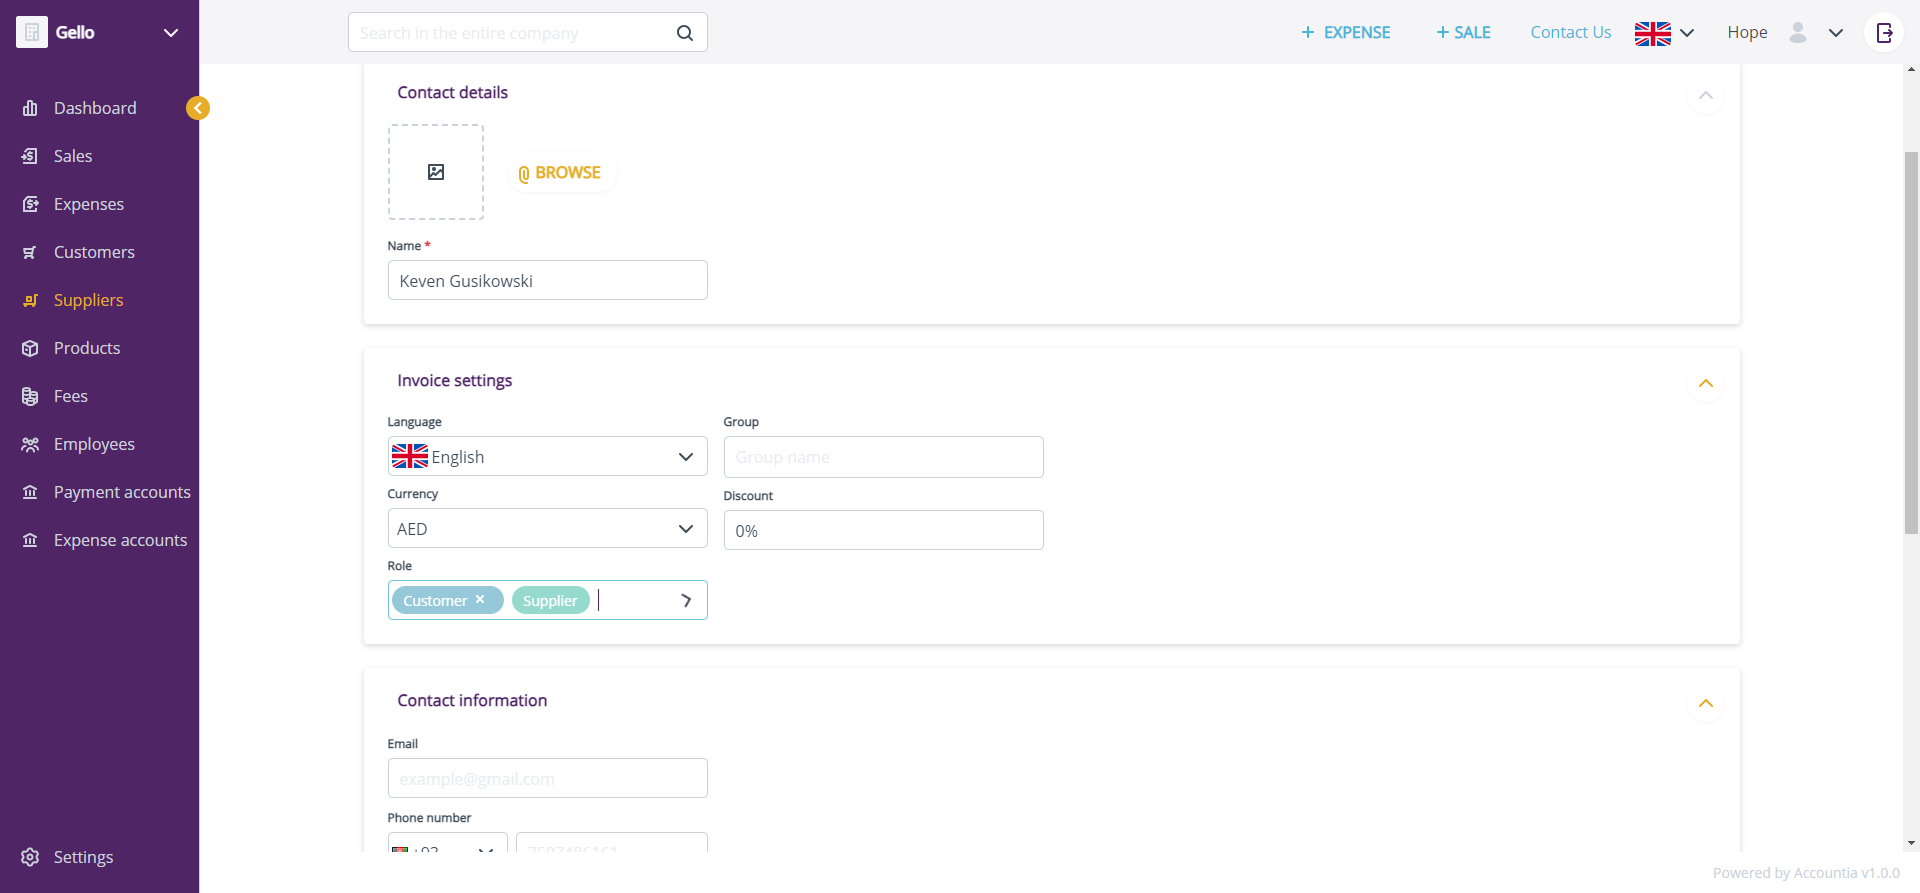 Gello
Search in the entire company
+ EXPENSE
+ SALE
Contact Us
Hope
Dashboard
Sales
Expenses
Customers
Suppliers
Products
Fees
Employees
Payment accounts
Expense accounts
Settings
Contact details
BROWSE
Name *
Keven Gusikowski
Invoice settings
Language
Group
English
Group name
Currency
Discount
AED
0%
Role
Customer ×
Supplier
Contact information
Email
example@gmail.com
Phone number
+93
7507486161
Powered by Accountia v1.0.0